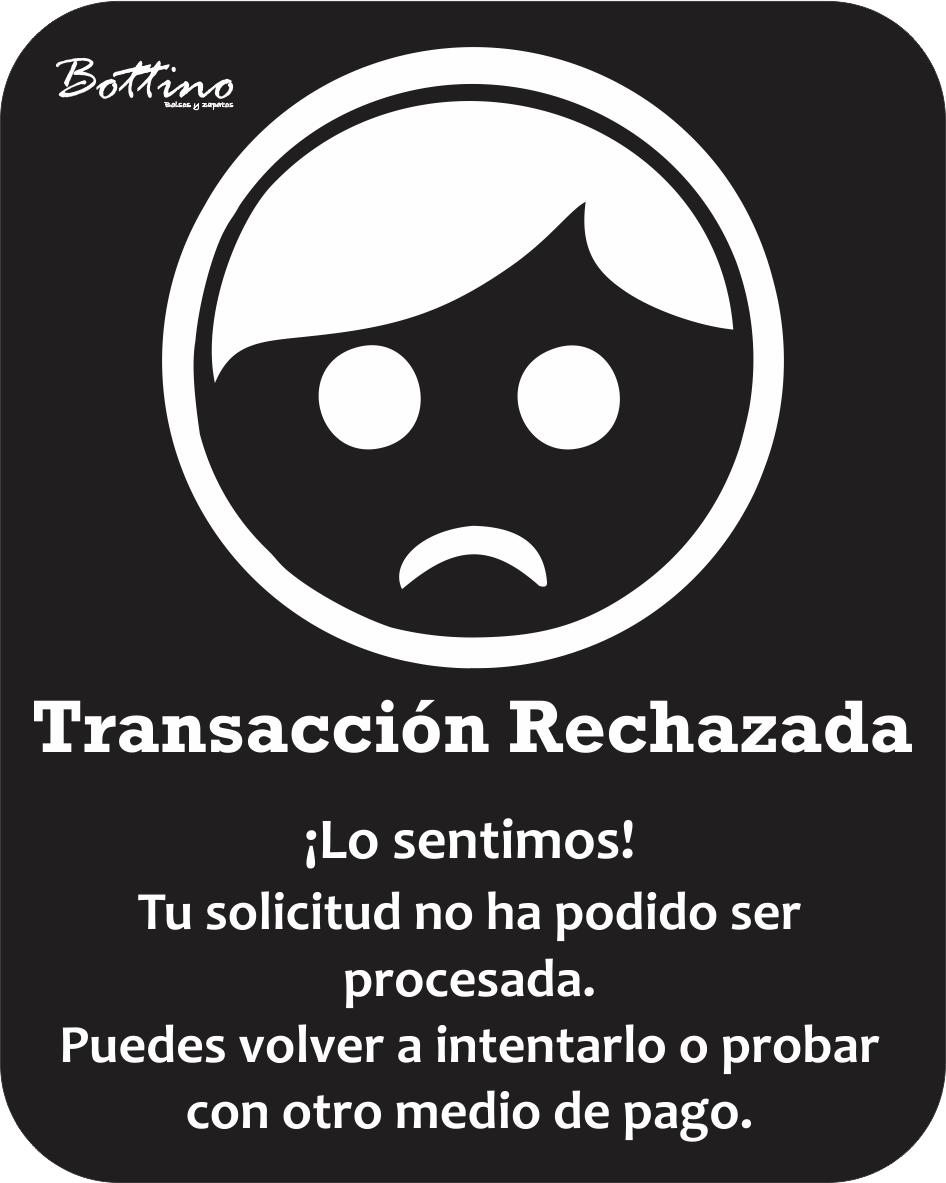 Bottino
Bolsos y zapatos
Transacción Rechazada
¡Lo sentimos!
Tu solicitud no ha podido ser
procesada.
Puedes volver a intentarlo o probar
con otro medio de pago.